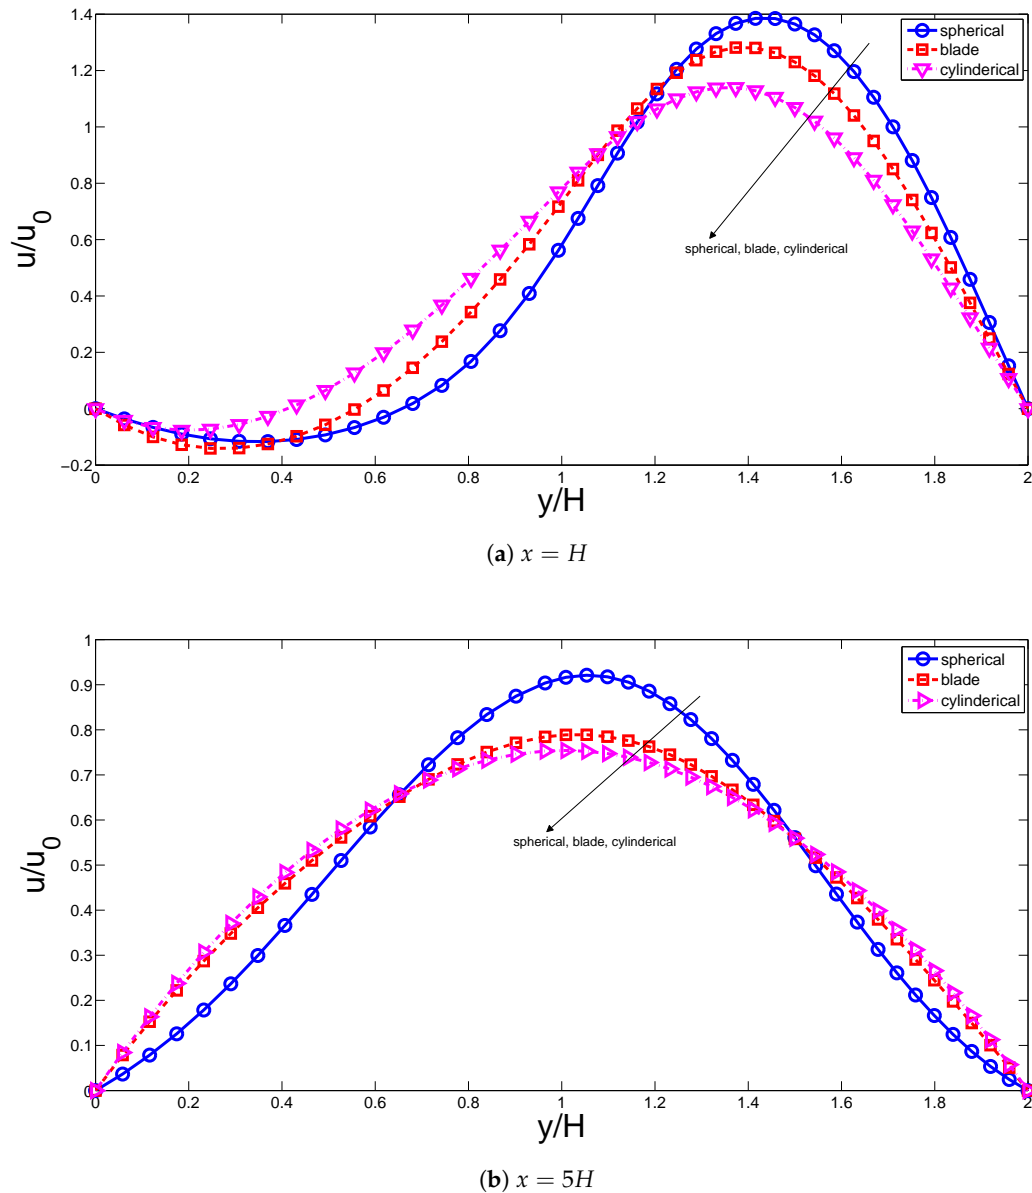 1.4
1.2
1
0.8
0.6
0.4
0.2
0
−0.2
u/u0
spherical
blade
cylinderical
spherical, blade, cylinderical
0 0.2 0.4 0.6 0.8 1 1.2 1.4 1.6 1.8 2
y/H
(a) x = H
1
0.9
0.8
0.7
0.6
0.5
0.4
0.3
0.2
0.1
0
u/u0
spherical
blade
cylinderical
spherical, blade, cylinderical
0 0.2 0.4 0.6 0.8 1 1.2 1.4 1.6 1.8 2
y/H
(b) x = 5H